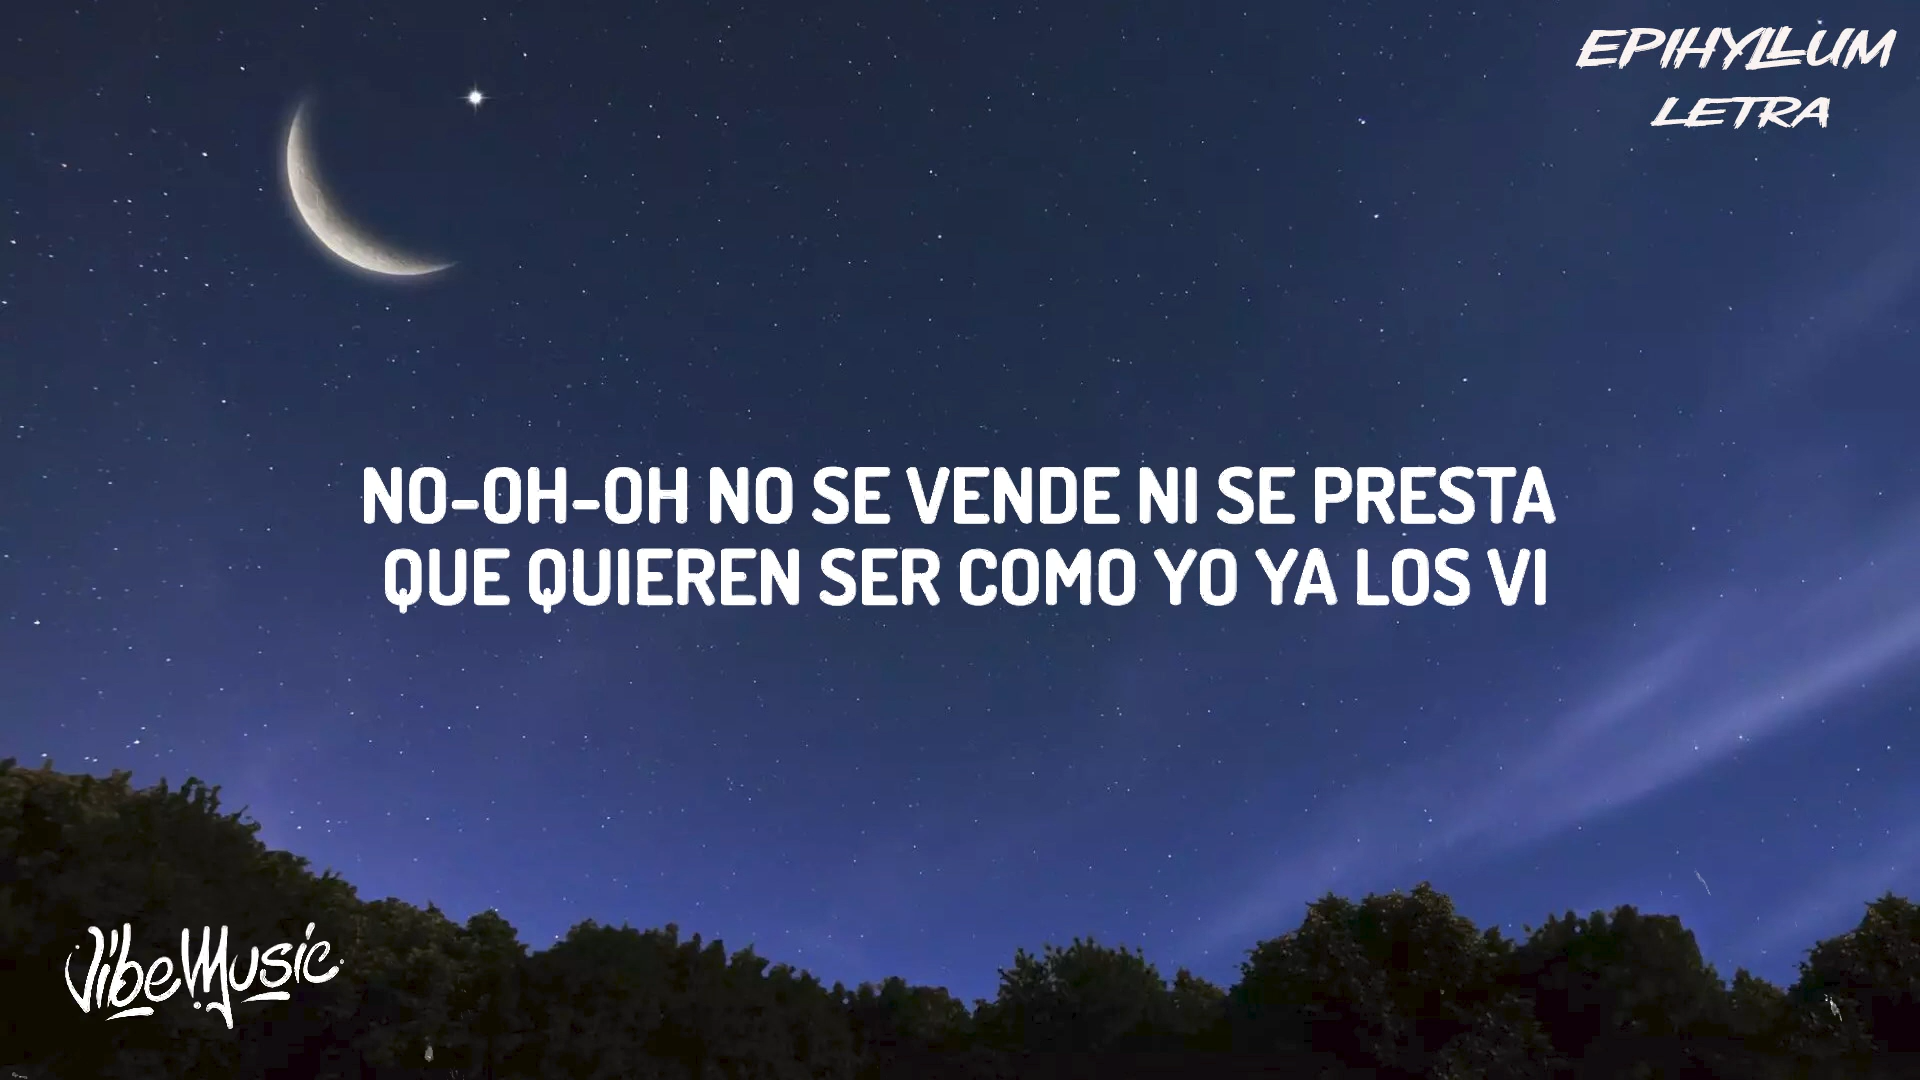 EPIHYLLUM
LETRA
NO-OH-OH NO SE VENDE NI SE PRESTA
QUE QUIEREN SER COMO YO YA LOS VI
VibeMusic